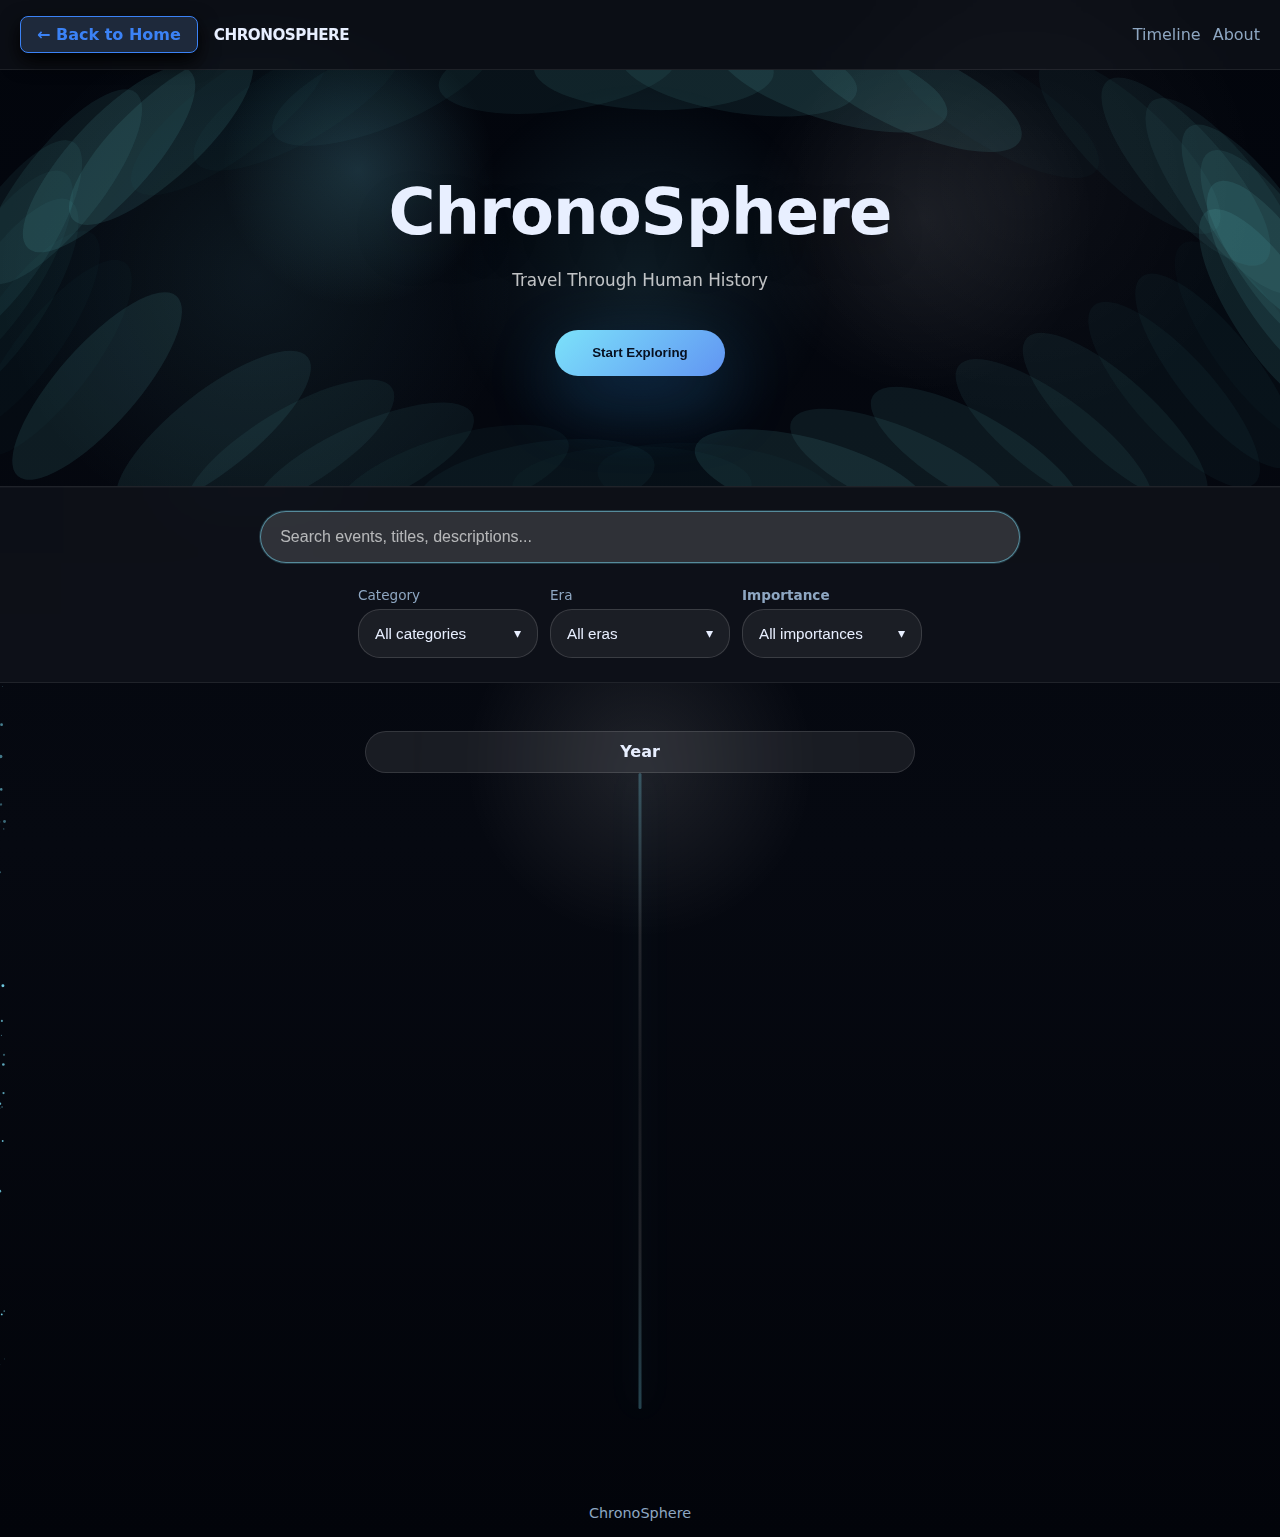 ← Back to Home
CHRONOSPHERE
Timeline
About
ChronoSphere
Travel Through Human History
Start Exploring
Search events, titles, descriptions...
Category
Era
Importance
All categories
All eras
All importances
Year
ChronoSphere